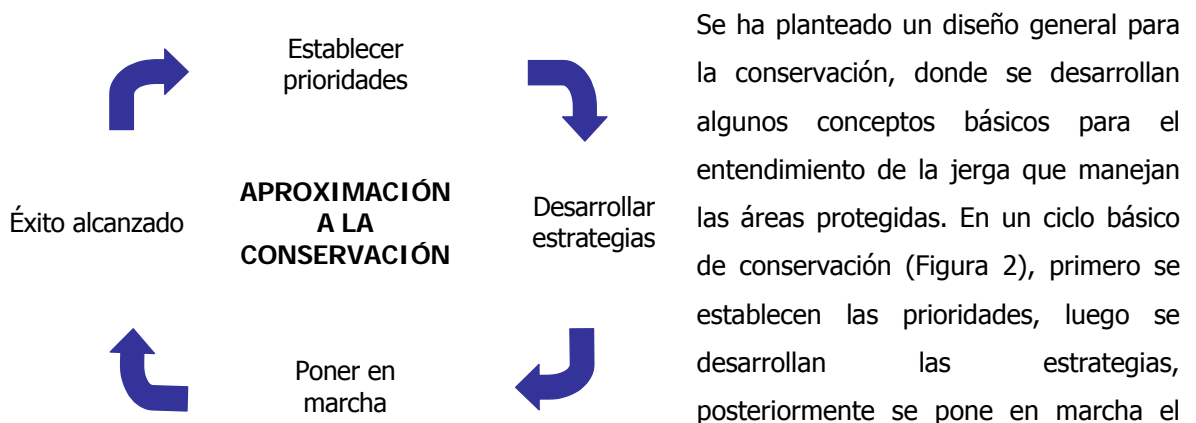 Establecer
prioridades
Desarrollar
estrategias
Poner en
marcha
Éxito alcanzado
APROXIMACIÓN
A LA
CONSERVACIÓN
Se ha planteado un diseño general para
la conservación, donde se desarrollan
algunos conceptos básicos para el
entendimiento de la jerga que manejan
las áreas protegidas. En un ciclo básico
de conservación (Figura 2), primero se
establecen las prioridades, luego se
desarrollan las estrategias,
posteriormente se pone en marcha el